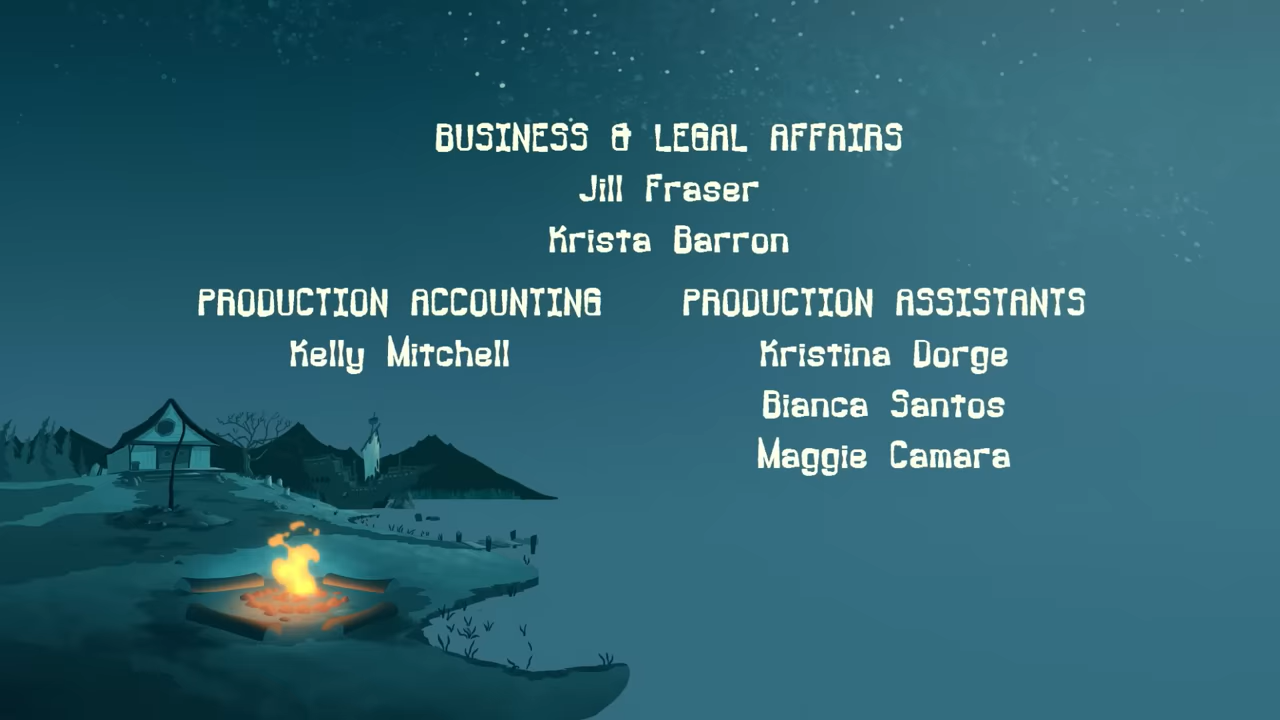 BUSINESS & LEGAL AFFAIRS
Jill Fraser
Krista Barron
PRODUCTION ACCOUNTING
Kelly Mitchell
PRODUCTION ASSISTANTS
Kristina Dorge
Bianca Santos
Maggie Camara